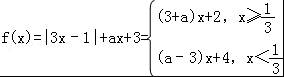 f(x)=|3x-1|+ax+3={(3+a)x+2, x⩾1/3
(a-3)x+4, x<1/3